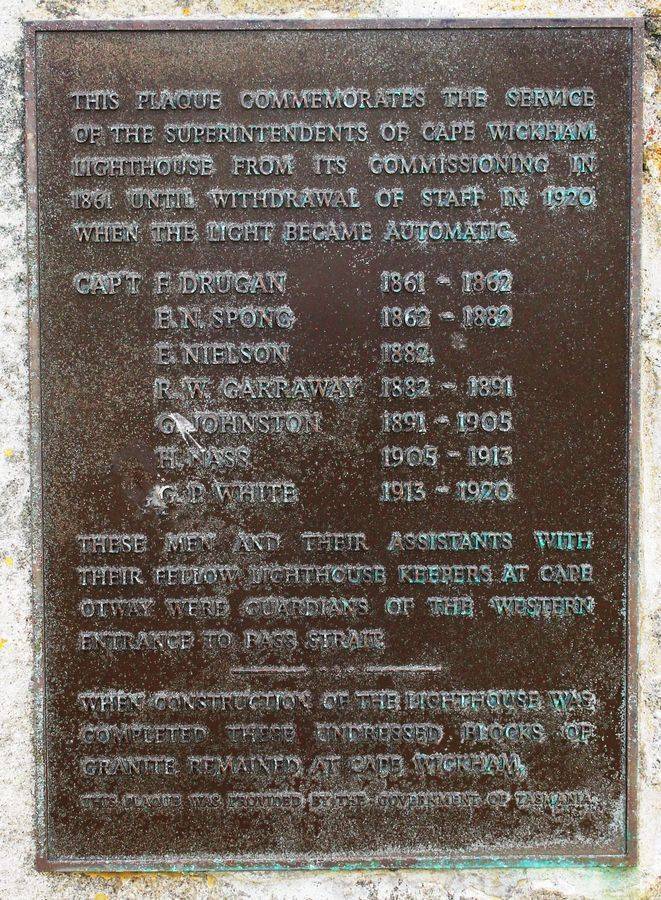 THIS PLAQUE COMMEMORATES THE SERVICE
OF THE SUPERINTENDENTS OF CAPE WICKHAM
LIGHTHOUSE FROM ITS COMMISSIONING IN
1861 UNTIL WITHDRAWAL OF STAFF IN 1920
WHEN THE LIGHT BECAME AUTOMATIC.
CAPT F. DRUGAN 1861 - 1862
E. N. SPONG 1862 - 1882
E. NIELSON 1882.
R. W. GARRAWAY 1882 - 1891
G. JOHNSTON 1891 - 1905
H. NASS 1905 - 1913
G. P. WHITE 1913 - 1920
THESE MEN AND THEIR ASSISTANTS WITH
THEIR FELLOW LIGHTHOUSE KEEPERS AT CAPE
OTWAY WERE GUARDIANS OF THE WESTERN
ENTRANCE TO BASS STRAIT.
WHEN CONSTRUCTION OF THE LIGHTHOUSE WAS
COMPLETED THESE UNDRESSED BLOCKS OF
GRANITE REMAINED AT CAPE WICKHAM.
THIS PLAQUE WAS PROVIDED BY THE GOVERNMENT OF TASMANIA.